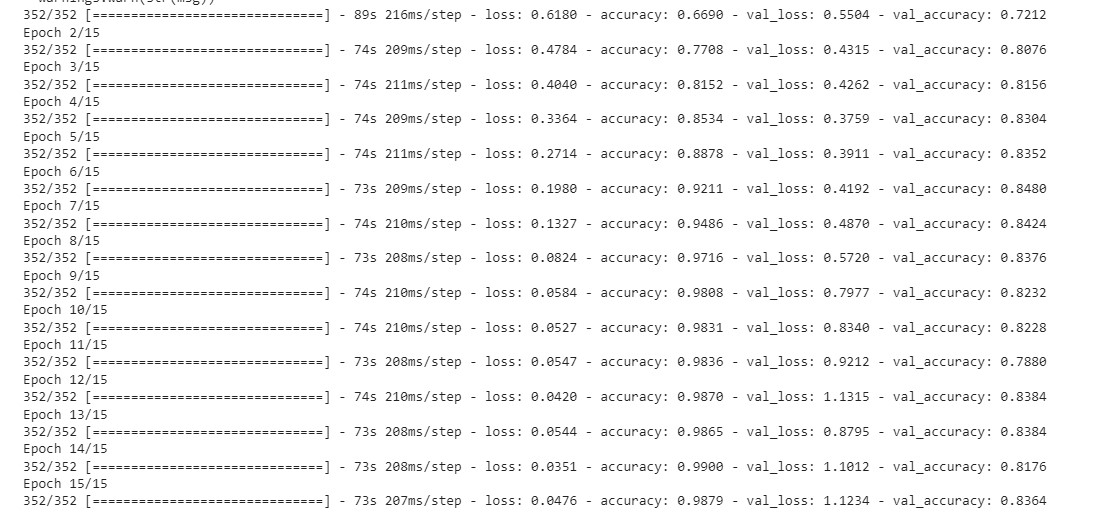 warnings.warn(str(msg))
352/352 [==============================] - 89s 216ms/step - loss: 0.6180 - accuracy: 0.6690 - val_loss: 0.5504 - val_accuracy: 0.7212
Epoch 2/15
352/352 [==============================] - 74s 209ms/step - loss: 0.4784 - accuracy: 0.7708 - val_loss: 0.4315 - val_accuracy: 0.8076
Epoch 3/15
352/352 [==============================] - 74s 211ms/step - loss: 0.4040 - accuracy: 0.8152 - val_loss: 0.4262 - val_accuracy: 0.8156
Epoch 4/15
352/352 [==============================] - 74s 209ms/step - loss: 0.3364 - accuracy: 0.8534 - val_loss: 0.3759 - val_accuracy: 0.8304
Epoch 5/15
352/352 [==============================] - 74s 211ms/step - loss: 0.2714 - accuracy: 0.8878 - val_loss: 0.3911 - val_accuracy: 0.8352
Epoch 6/15
352/352 [==============================] - 73s 209ms/step - loss: 0.1980 - accuracy: 0.9211 - val_loss: 0.4192 - val_accuracy: 0.8480
Epoch 7/15
352/352 [==============================] - 74s 210ms/step - loss: 0.1327 - accuracy: 0.9486 - val_loss: 0.4870 - val_accuracy: 0.8424
Epoch 8/15
352/352 [==============================] - 73s 208ms/step - loss: 0.0824 - accuracy: 0.9716 - val_loss: 0.5720 - val_accuracy: 0.8376
Epoch 9/15
352/352 [==============================] - 74s 210ms/step - loss: 0.0584 - accuracy: 0.9808 - val_loss: 0.7977 - val_accuracy: 0.8232
Epoch 10/15
352/352 [==============================] - 74s 210ms/step - loss: 0.0527 - accuracy: 0.9831 - val_loss: 0.8340 - val_accuracy: 0.8228
Epoch 11/15
352/352 [==============================] - 73s 208ms/step - loss: 0.0547 - accuracy: 0.9836 - val_loss: 0.9212 - val_accuracy: 0.7880
Epoch 12/15
352/352 [==============================] - 74s 210ms/step - loss: 0.0420 - accuracy: 0.9870 - val_loss: 1.1315 - val_accuracy: 0.8384
Epoch 13/15
352/352 [==============================] - 73s 208ms/step - loss: 0.0544 - accuracy: 0.9865 - val_loss: 0.8795 - val_accuracy: 0.8384
Epoch 14/15
352/352 [==============================] - 73s 208ms/step - loss: 0.0351 - accuracy: 0.9900 - val_loss: 1.1012 - val_accuracy: 0.8176
Epoch 15/15
352/352 [==============================] - 73s 207ms/step - loss: 0.0476 - accuracy: 0.9879 - val_loss: 1.1234 - val_accuracy: 0.8364